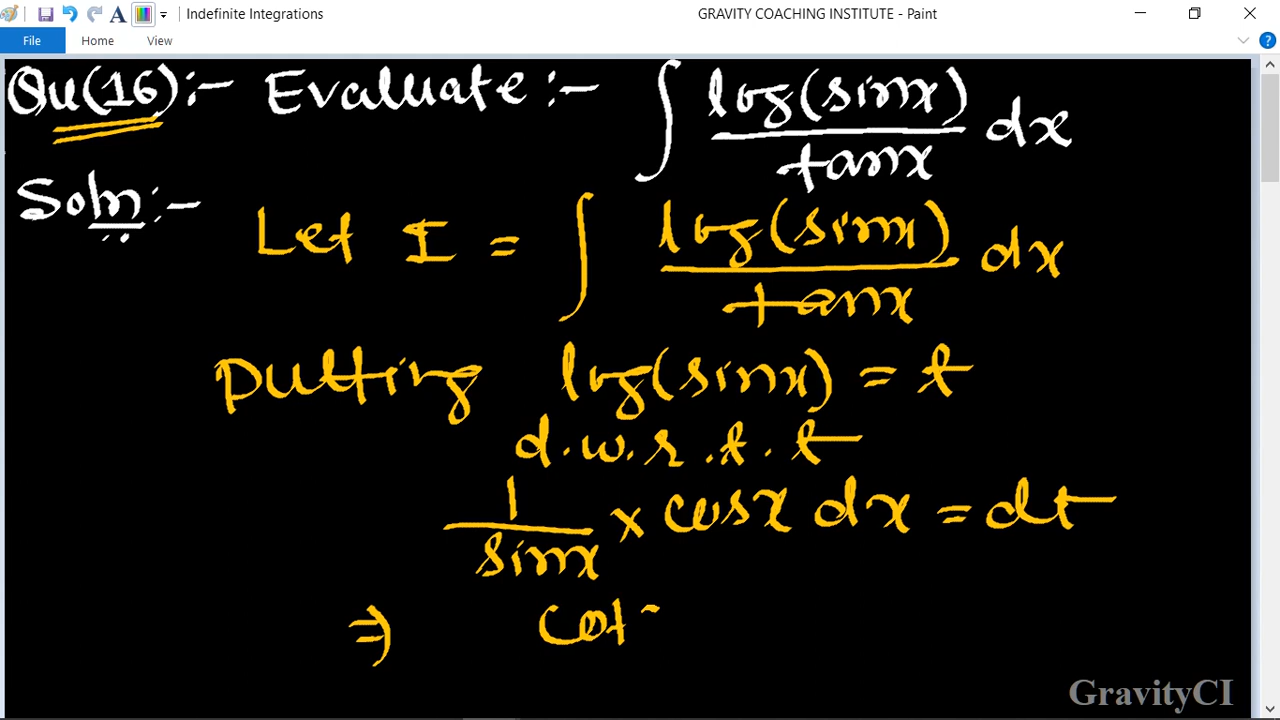 Indefinite Integrations
GRAVITY COACHING INSTITUTE - Paint
File Home View
Qu(16):- Evaluate:- ∫ log(sinx)/tanx dx
Soln:-
Let I = ∫ log(sinx)/tanx dx
Putting log(sinx) = t
d.w.r.t. t
1/sinx × cosx dx = dt
⇒ cot
GravityCI